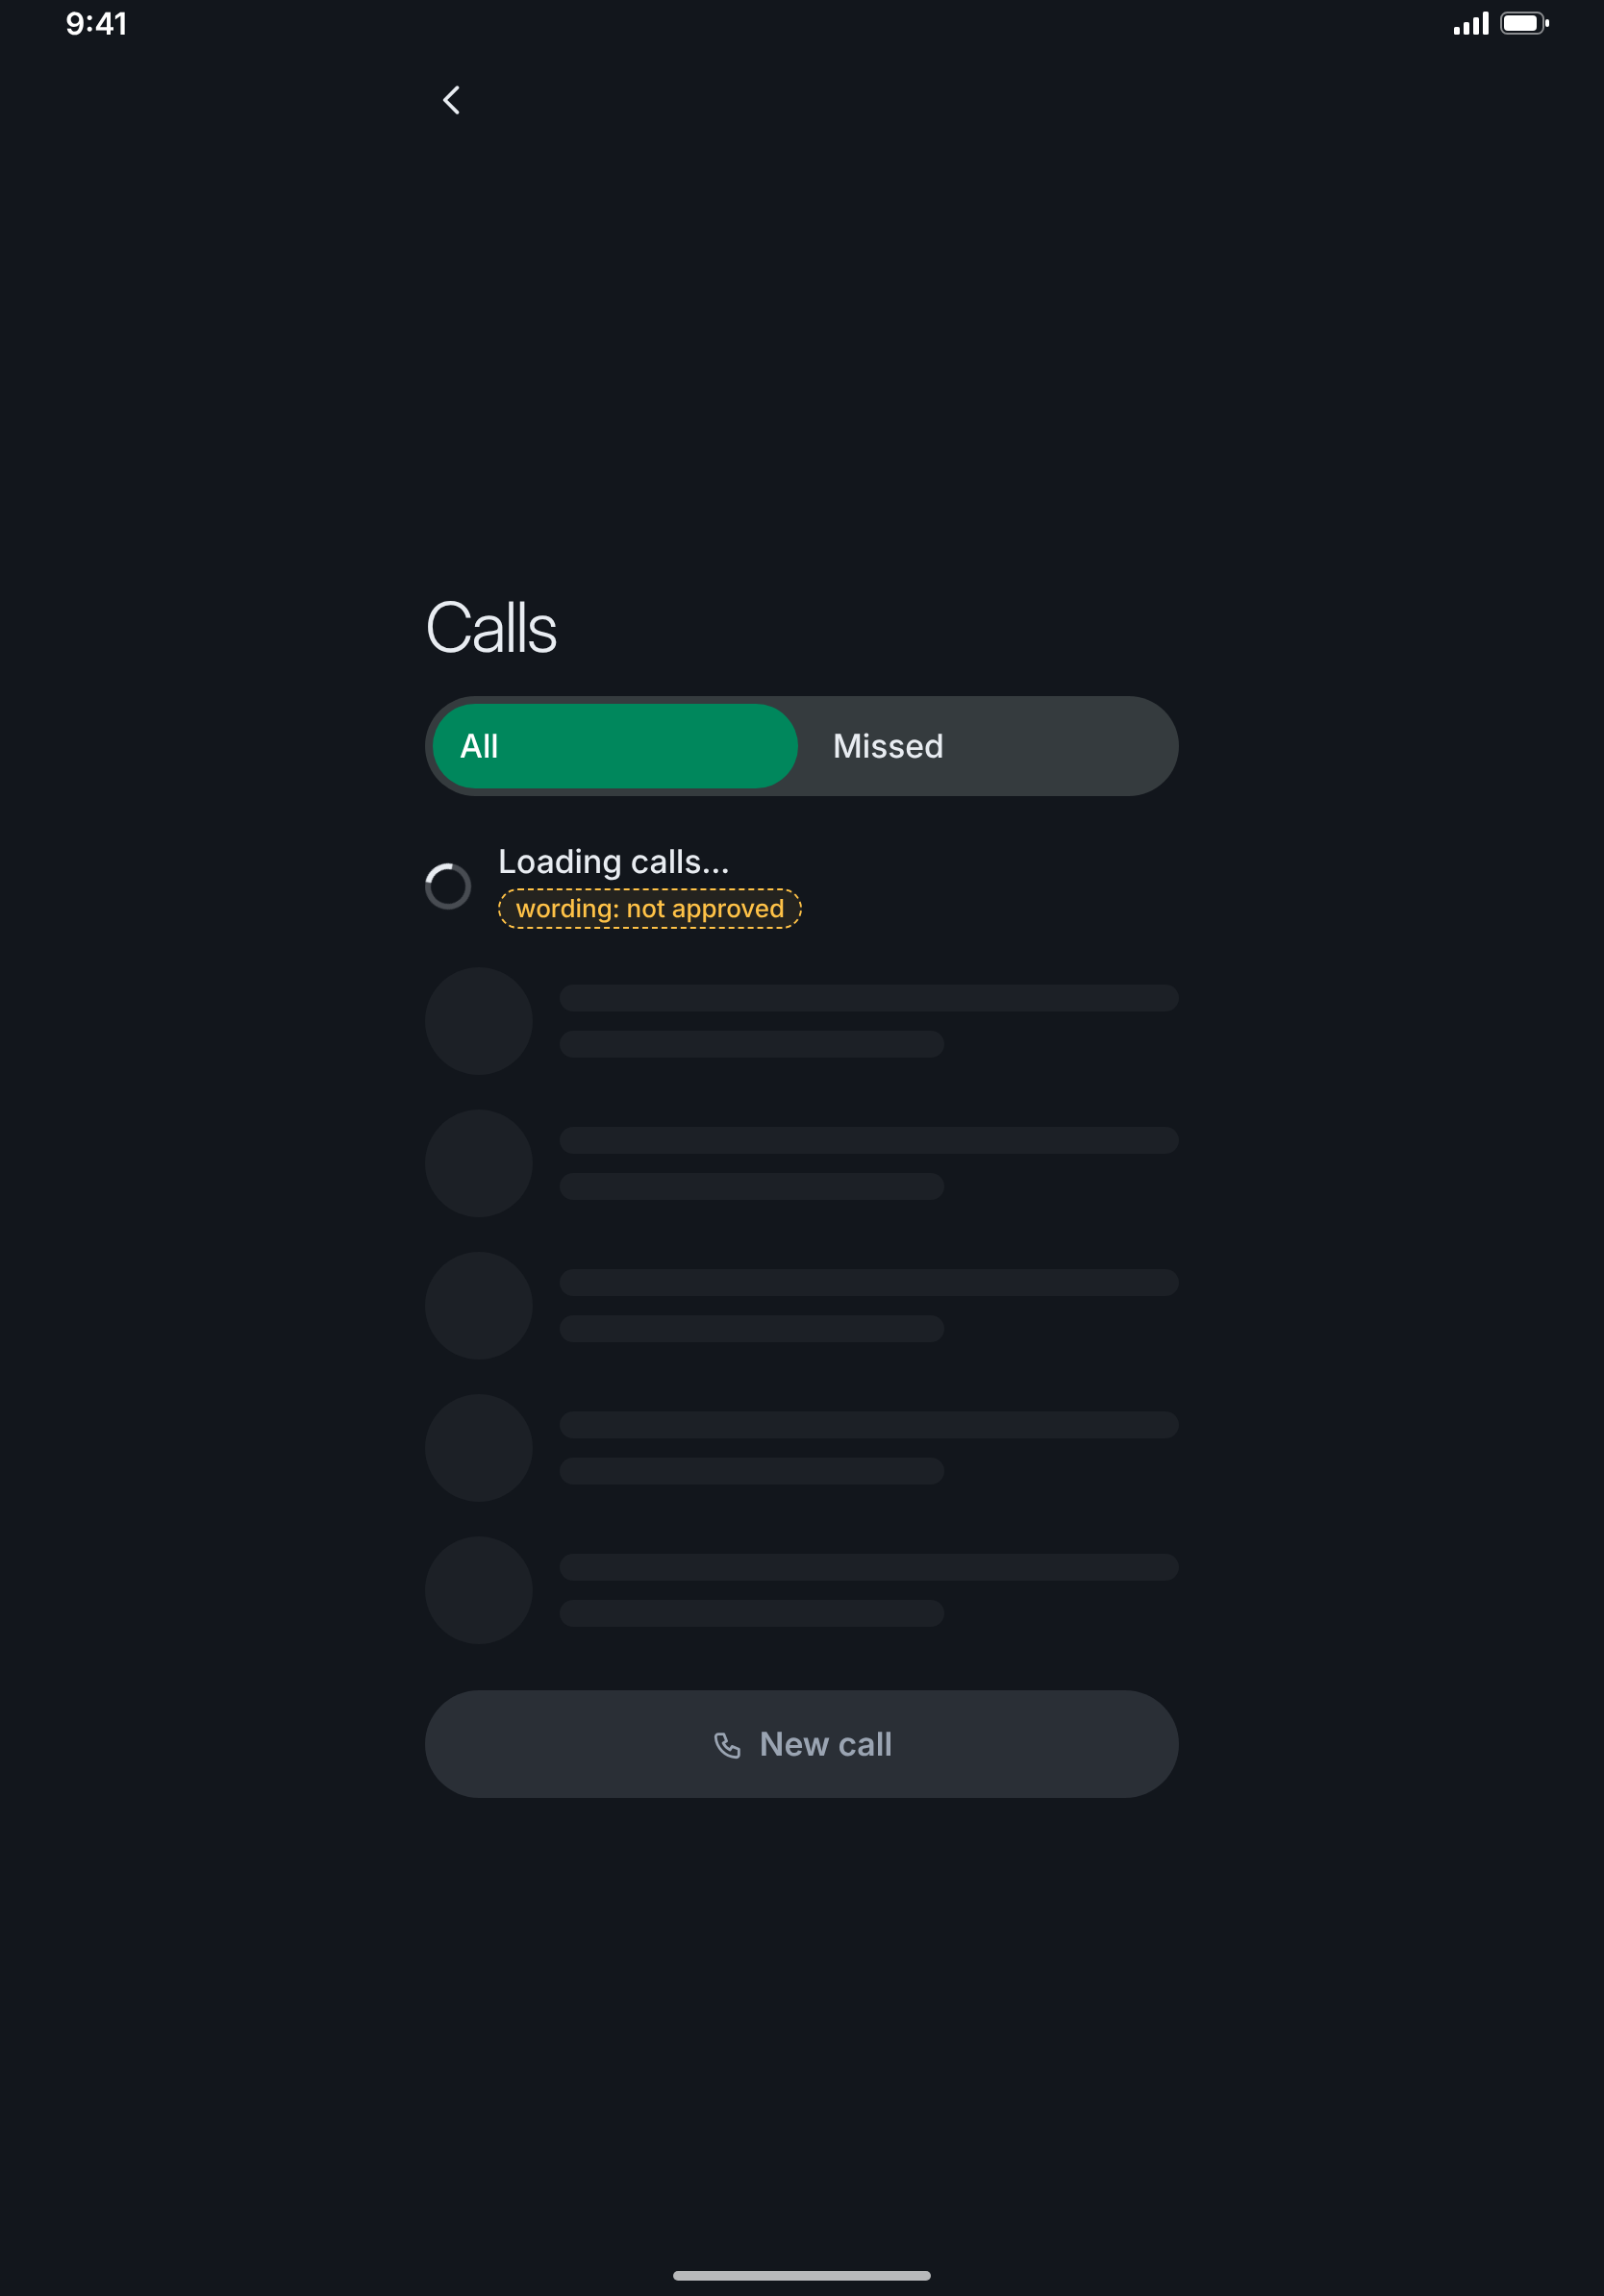 9:41
Calls
All
Missed
Loading calls...
wording: not approved
New call